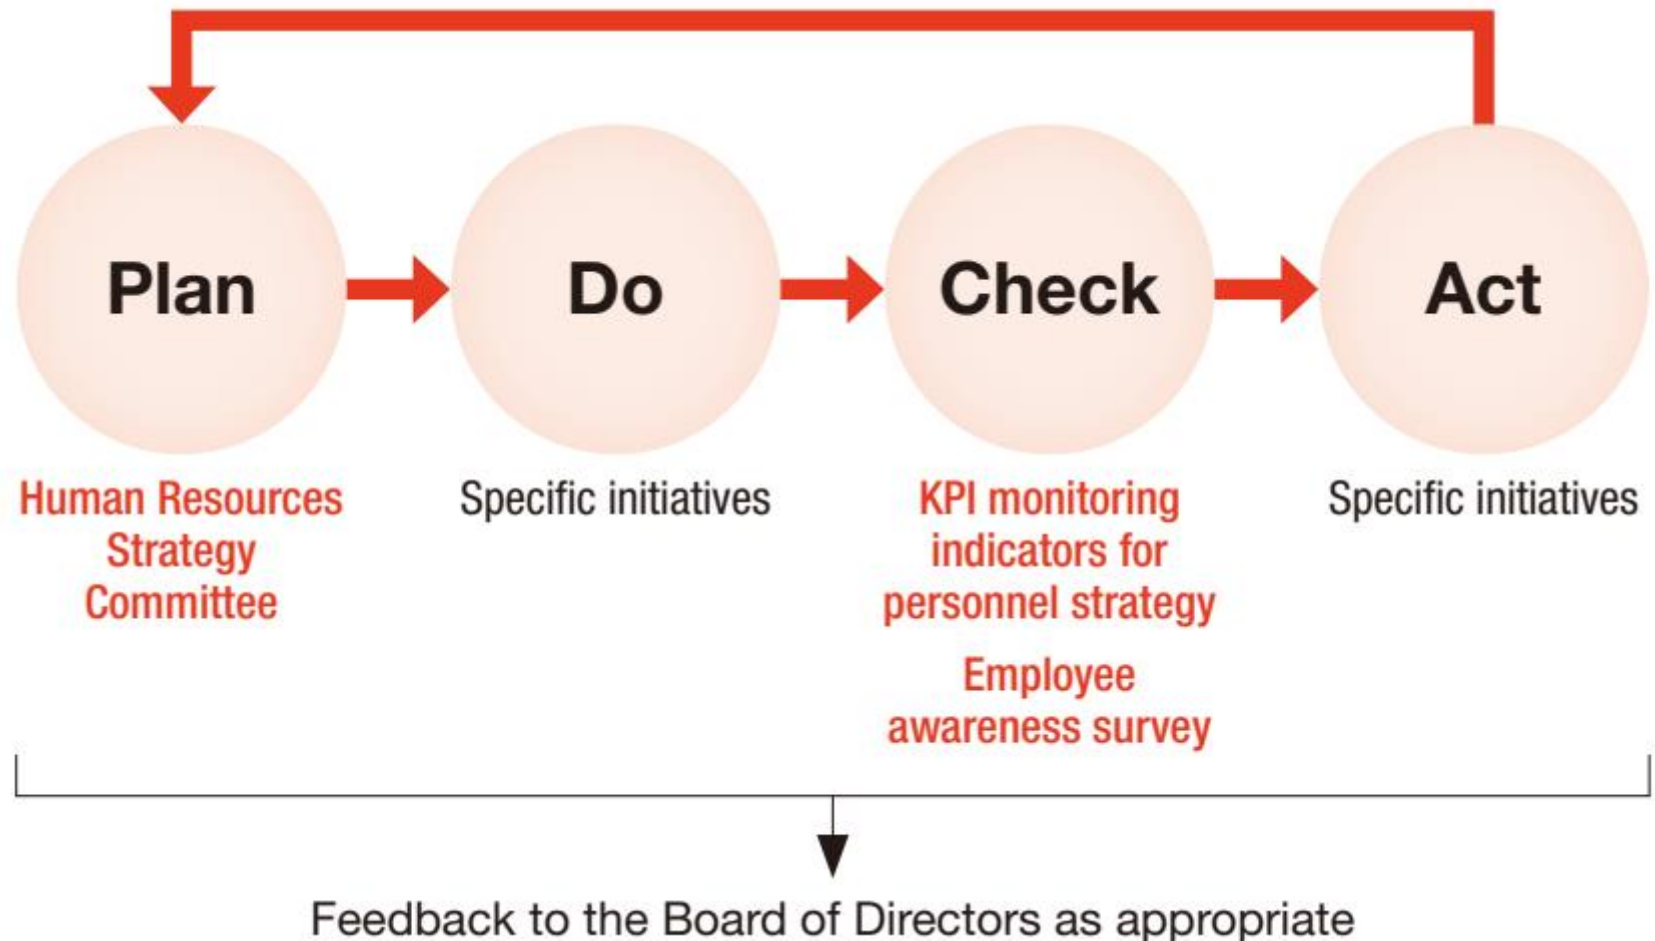 Plan
Do
Check
Act
Human Resources
Strategy
Committee
Specific initiatives
KPI monitoring
indicators for
personnel strategy
Employee
awareness survey
Specific initiatives
Feedback to the Board of Directors as appropriate